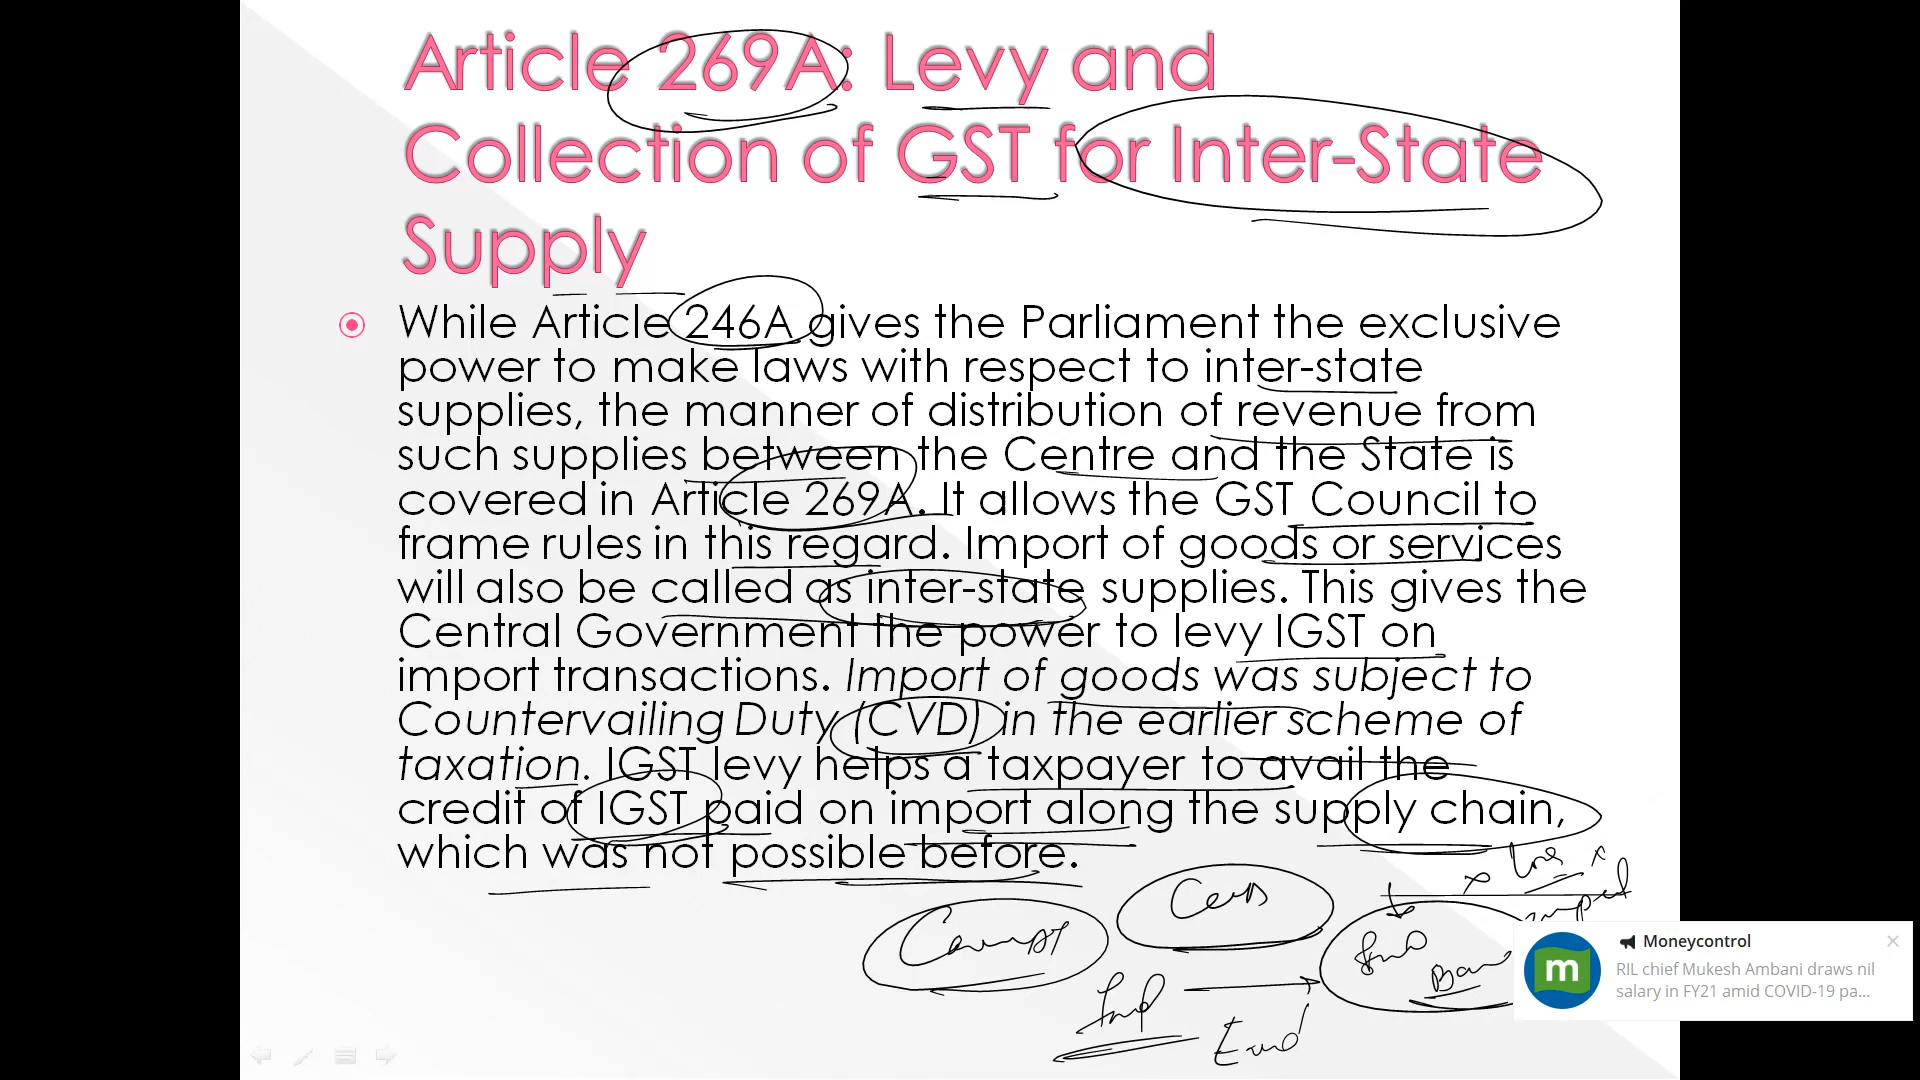 Article 269A: Levy and
Collection of GST for Inter-State
Supply
While Article 246A gives the Parliament the exclusive
power to make laws with respect to inter-state
supplies, the manner of distribution of revenue from
such supplies between the Centre and the State is
covered in Article 269A. It allows the GST Council to
frame rules in this regard. Import of goods or services
will also be called as inter-state supplies. This gives the
Central Government the power to levy IGST on
import transactions. Import of goods was subject to
Countervailing Duty (CVD) in the earlier scheme of
taxation. IGST levy helps a taxpayer to avail the
credit of IGST paid on import along the supply chain,
which was not possible before.
Moneycontrol
RIL chief Mukesh Ambani draws nil
salary in FY21 amid COVID-19 pa...
m